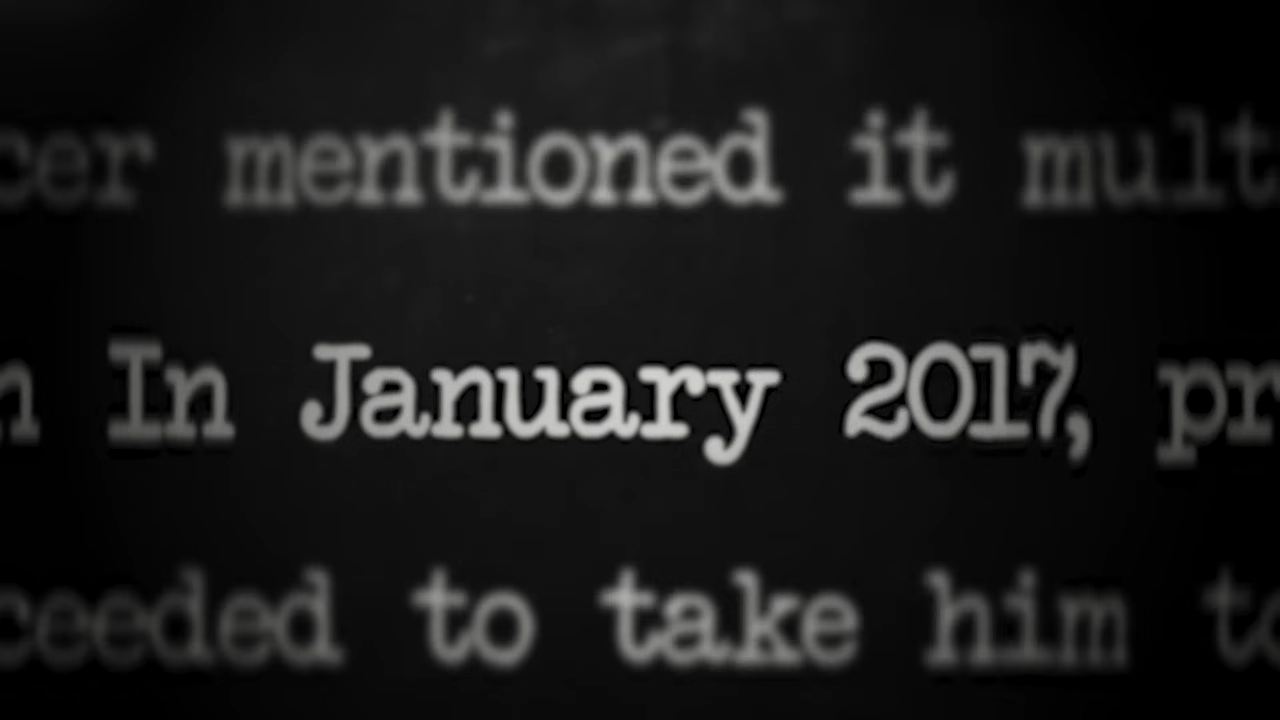 cer mentioned it mult
n In January 2017, pr
ceeded to take him to